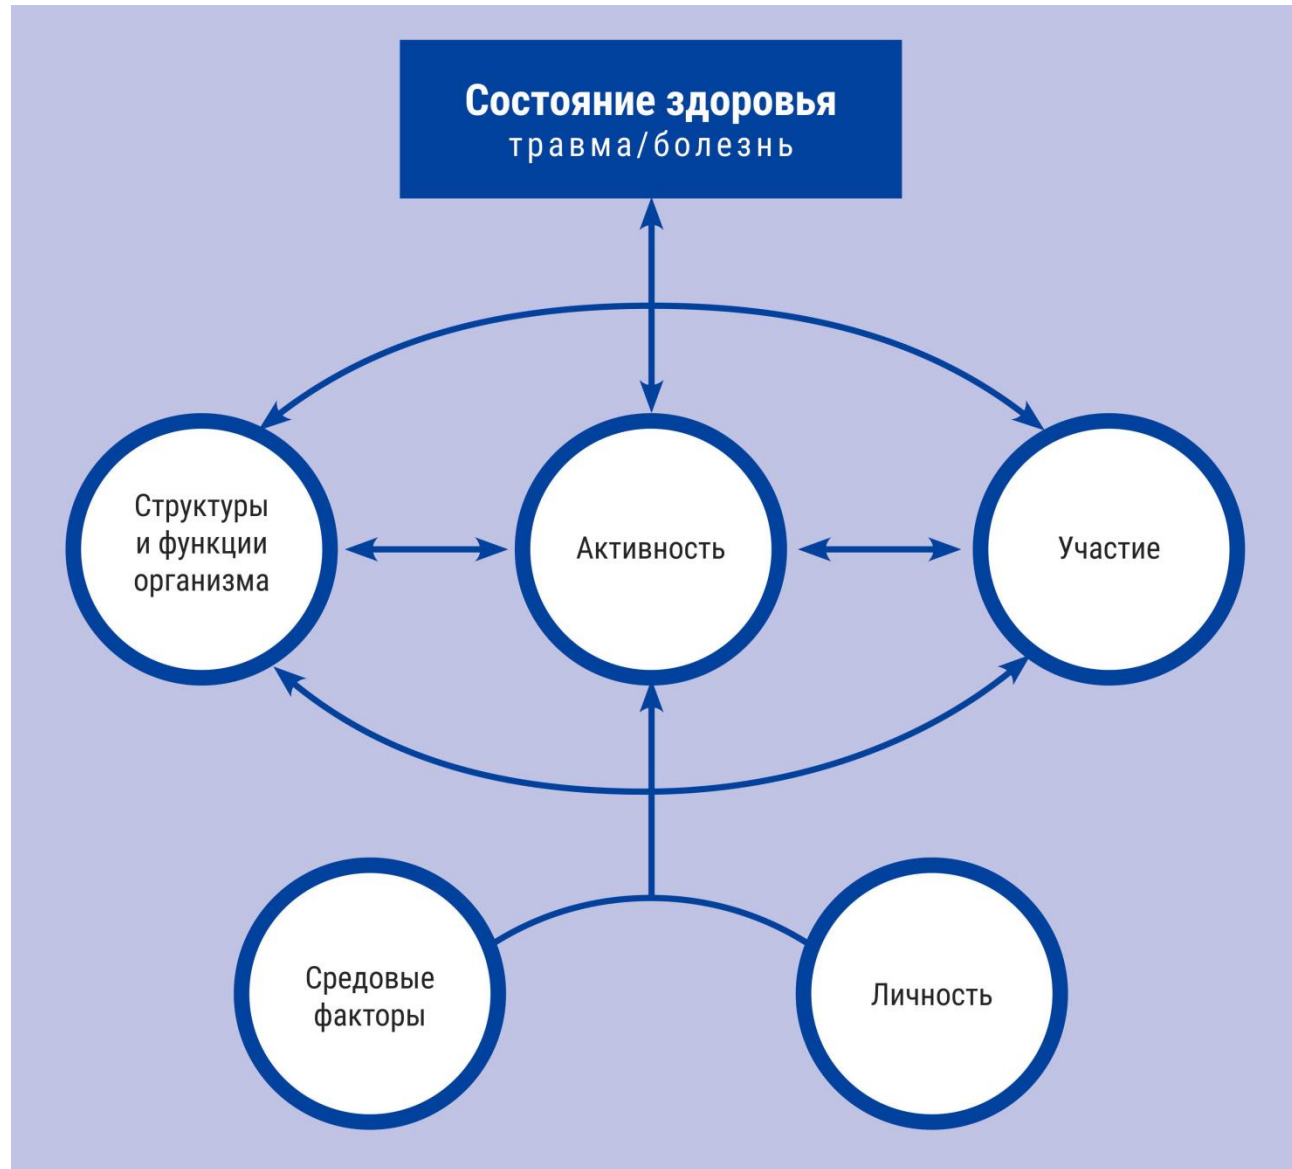 Состояние здоровья
травма/болезнь
Структуры
и функции
организма
Активность
Участие
Средовые
факторы
Личность